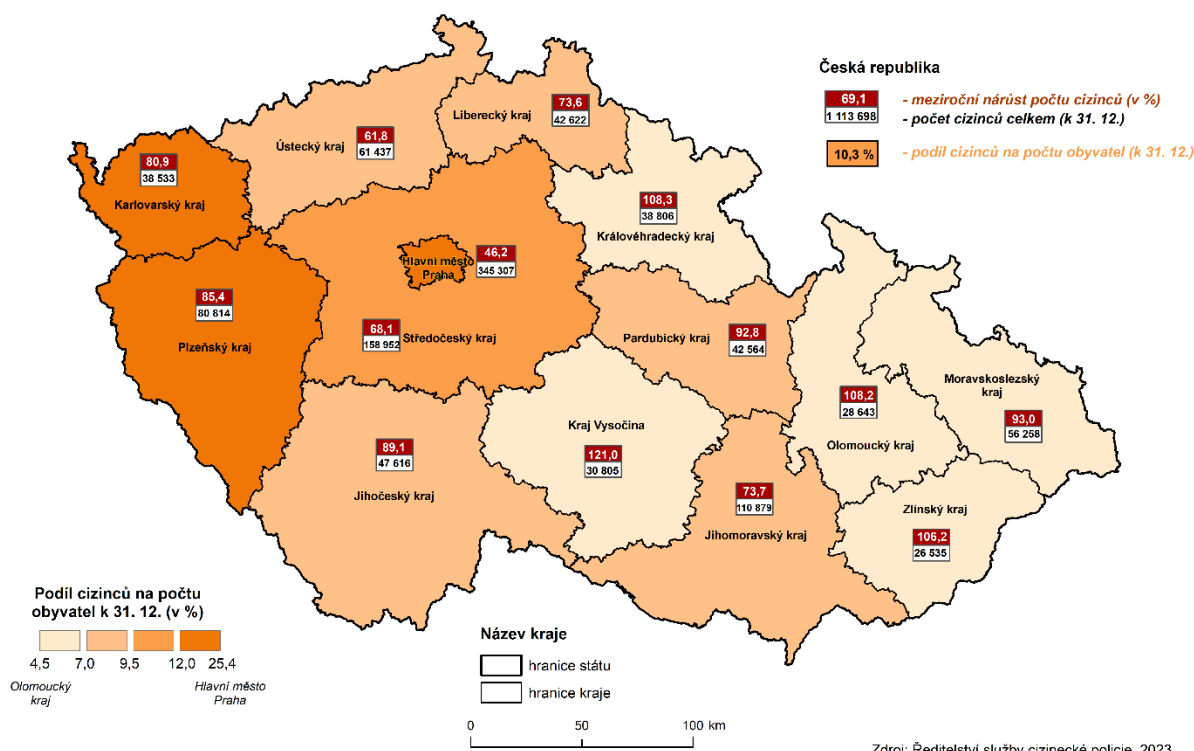 Česká republika
69,1
- meziroční nárůst počtu cizinců (v %)
1 113 698
- počet cizinců celkem (k 31. 12.)
10,3 %
- podíl cizinců na počtu obyvatel (k 31. 12.)
73,6
42 622
Liberecký kraj
61,8
61 437
Ústecký kraj
80,9
38 533
Karlovarský kraj
108,3
38 806
Královéhradecký kraj
46,2
345 307
Hlavní město
Praha
85,4
80 814
Plzeňský kraj
68,1
158 952
Středočeský kraj
92,8
42 564
Pardubický kraj
Moravskoslezský
kraj
93,0
56 258
108,2
28 643
Olomoucký kraj
Kraj Vysočina
121,0
30 805
89,1
47 616
Jihočeský kraj
73,7
110 879
Jihomoravský kraj
Zlínský kraj
106,2
26 535
Podíl cizinců na počtu
obyvatel k 31. 12. (v %)
4,5 7,0 9,5 12,0 25,4
Olomoucký
kraj
Hlavní město
Praha
Název kraje
hranice státu
hranice kraje
0 50 100 km
Zdroj: Ředitelství služby cizinecké policie, 2023